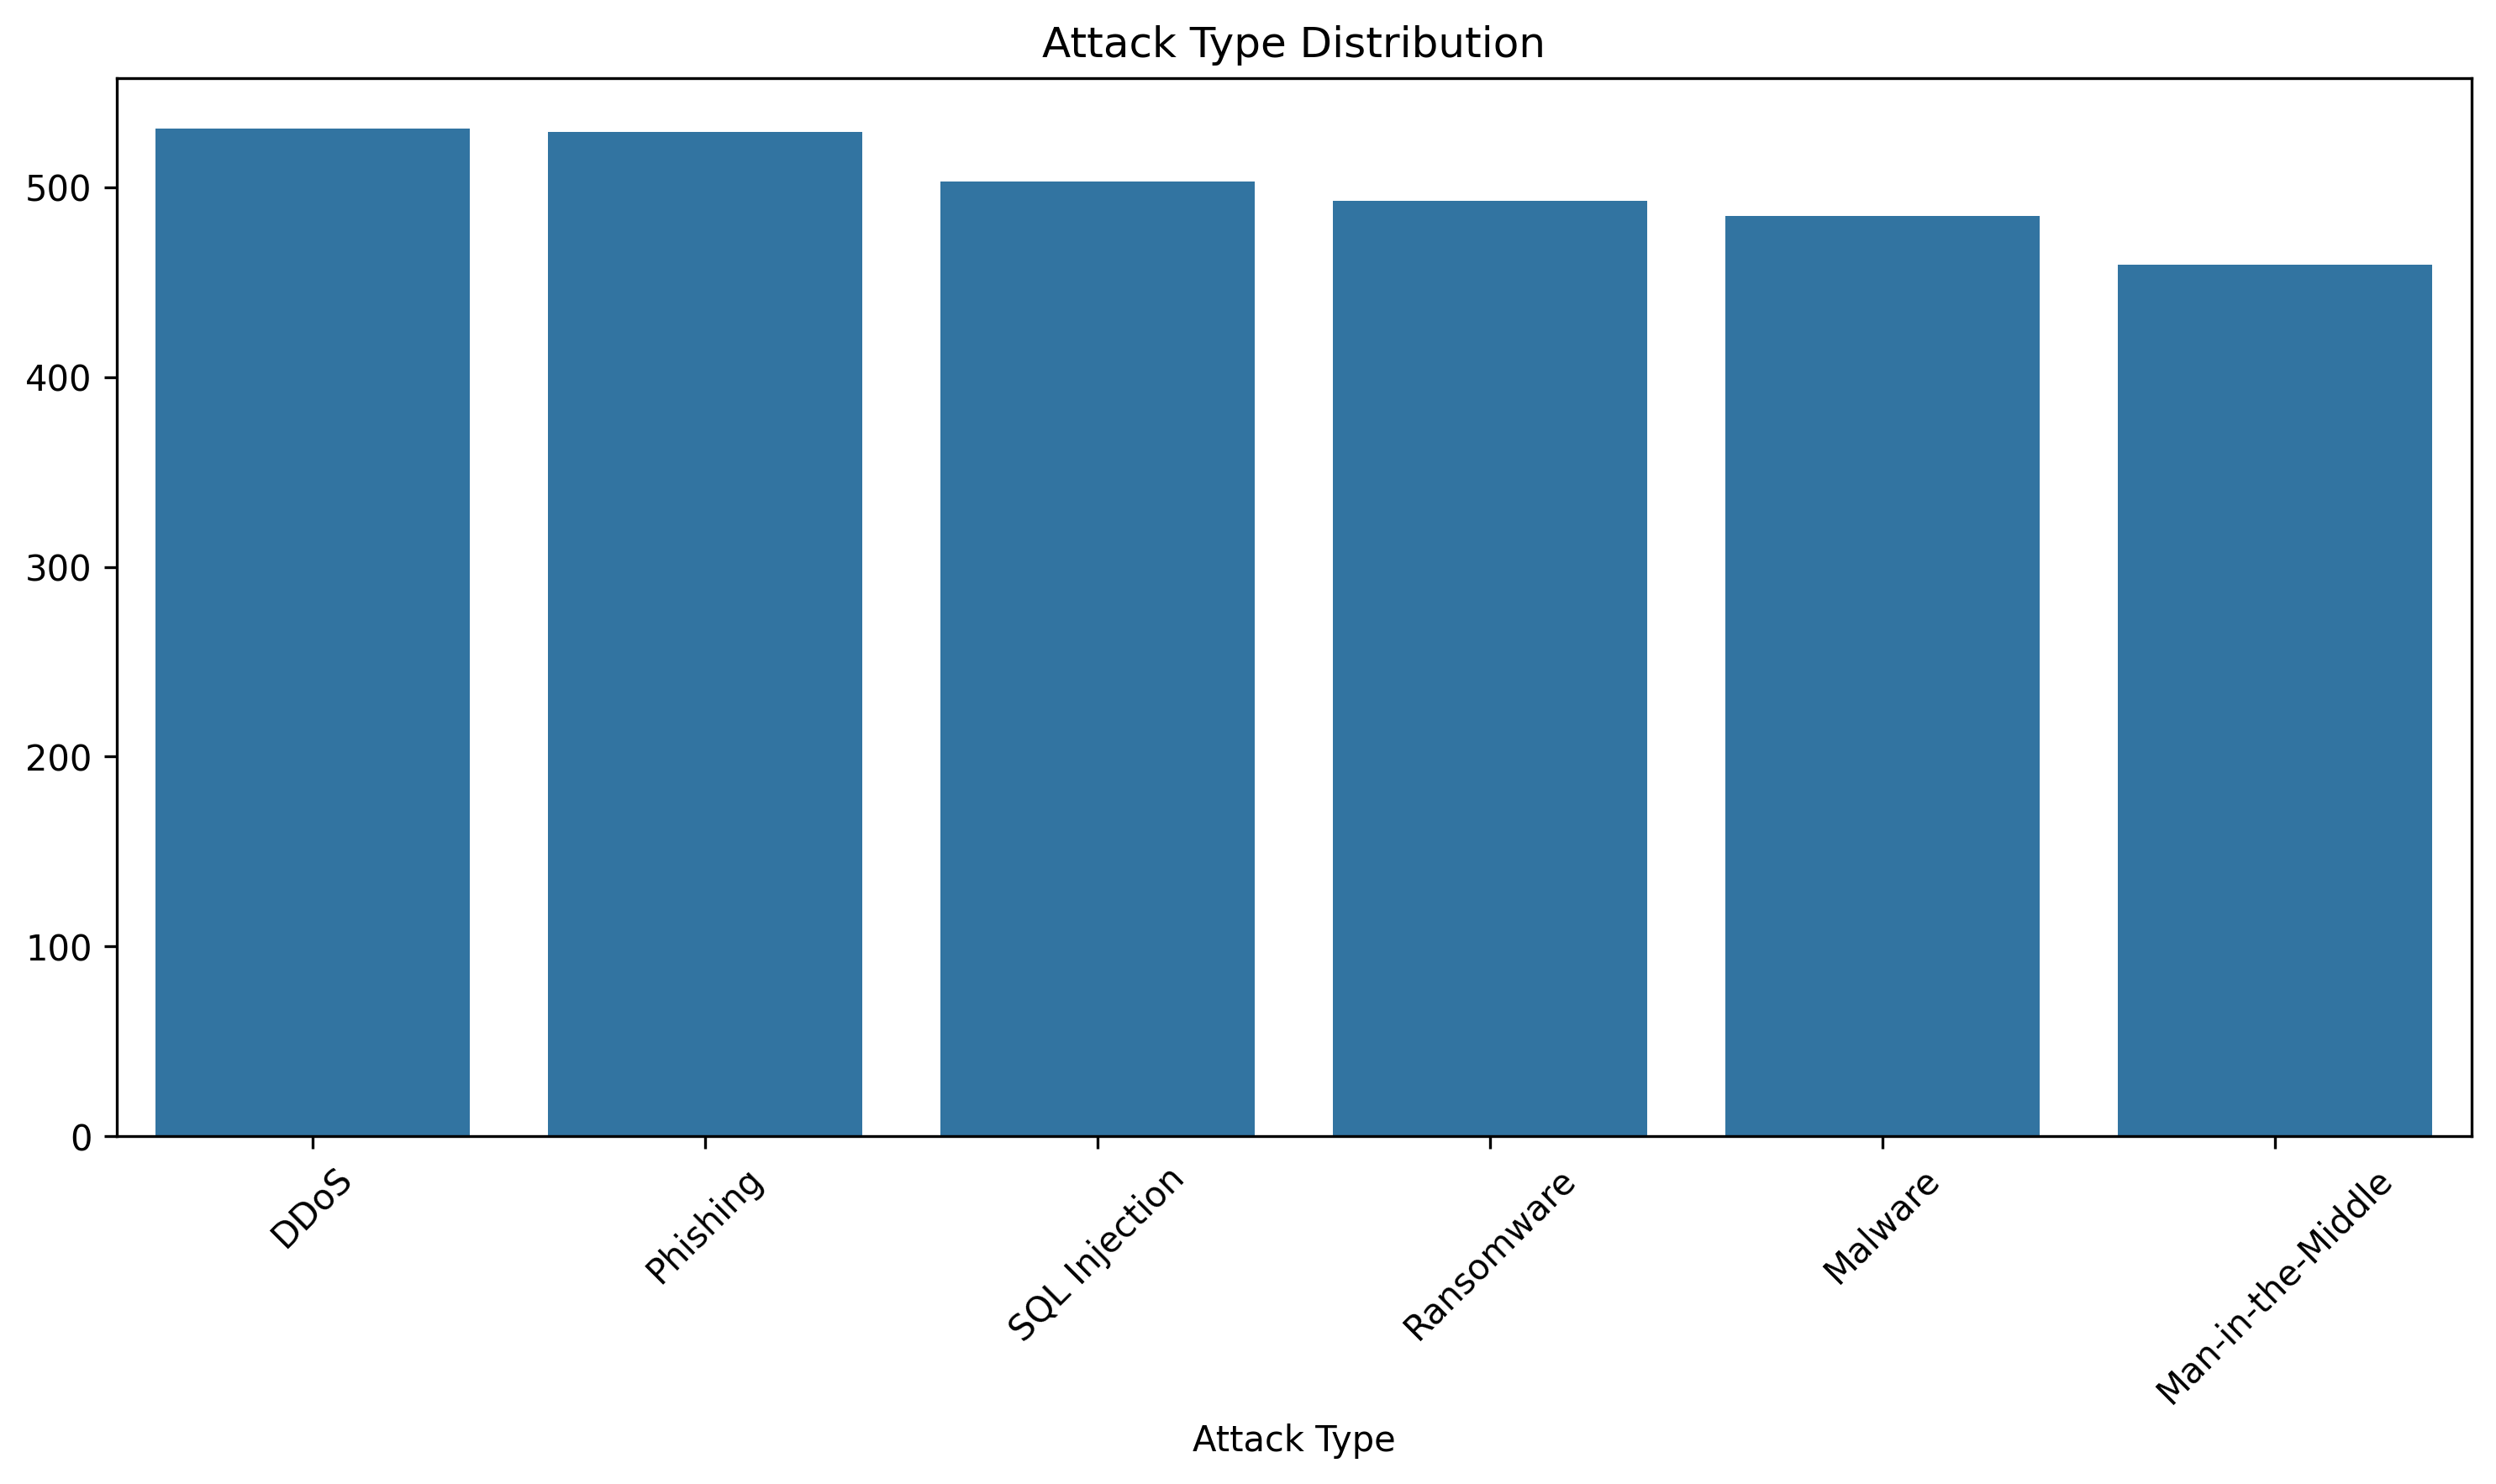 Attack Type Distribution
500
400
300
200
100
0
DDoS
Phishing
SQL Injection
Ransomware
Malware
Man-in-the-Middle
Attack Type